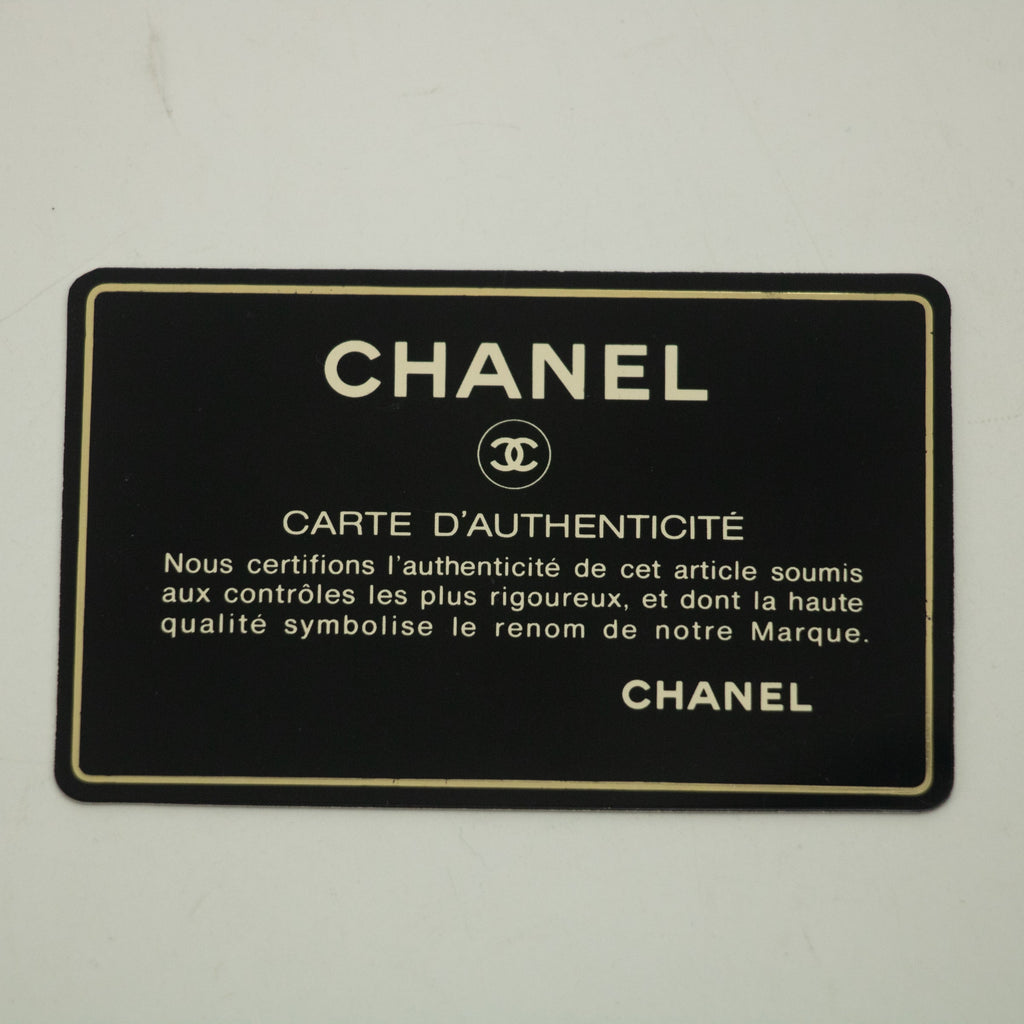 CHANEL
CARTE D'AUTHENTICITÉ
Nous certifions l'authenticité de cet article soumis
aux contrôles les plus rigoureux, et dont la haute
qualité symbolise le renom de notre Marque.
CHANEL